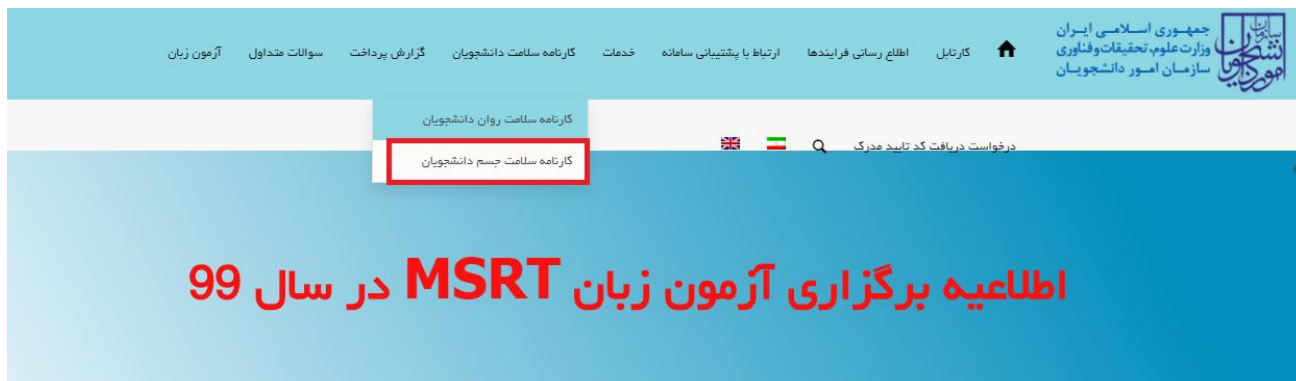 جمهوری اسلامی ایران
وزارت علوم، تحقیقات و فناوری
سازمان امور دانشجویان
کارتابل
اطلاع رسانی فرایندها
ارتباط با پشتیبانی سامانه
خدمات
کارنامه سلامت دانشجویان
گزارش پرداخت
سوالات متداول
آزمون زبان
کارنامه سلامت روان دانشجویان
کارنامه سلامت جسم دانشجویان
درخواست دریافت کد تایید مدرک
اطلاعیه برگزاری آزمون زبان MSRT در سال 99